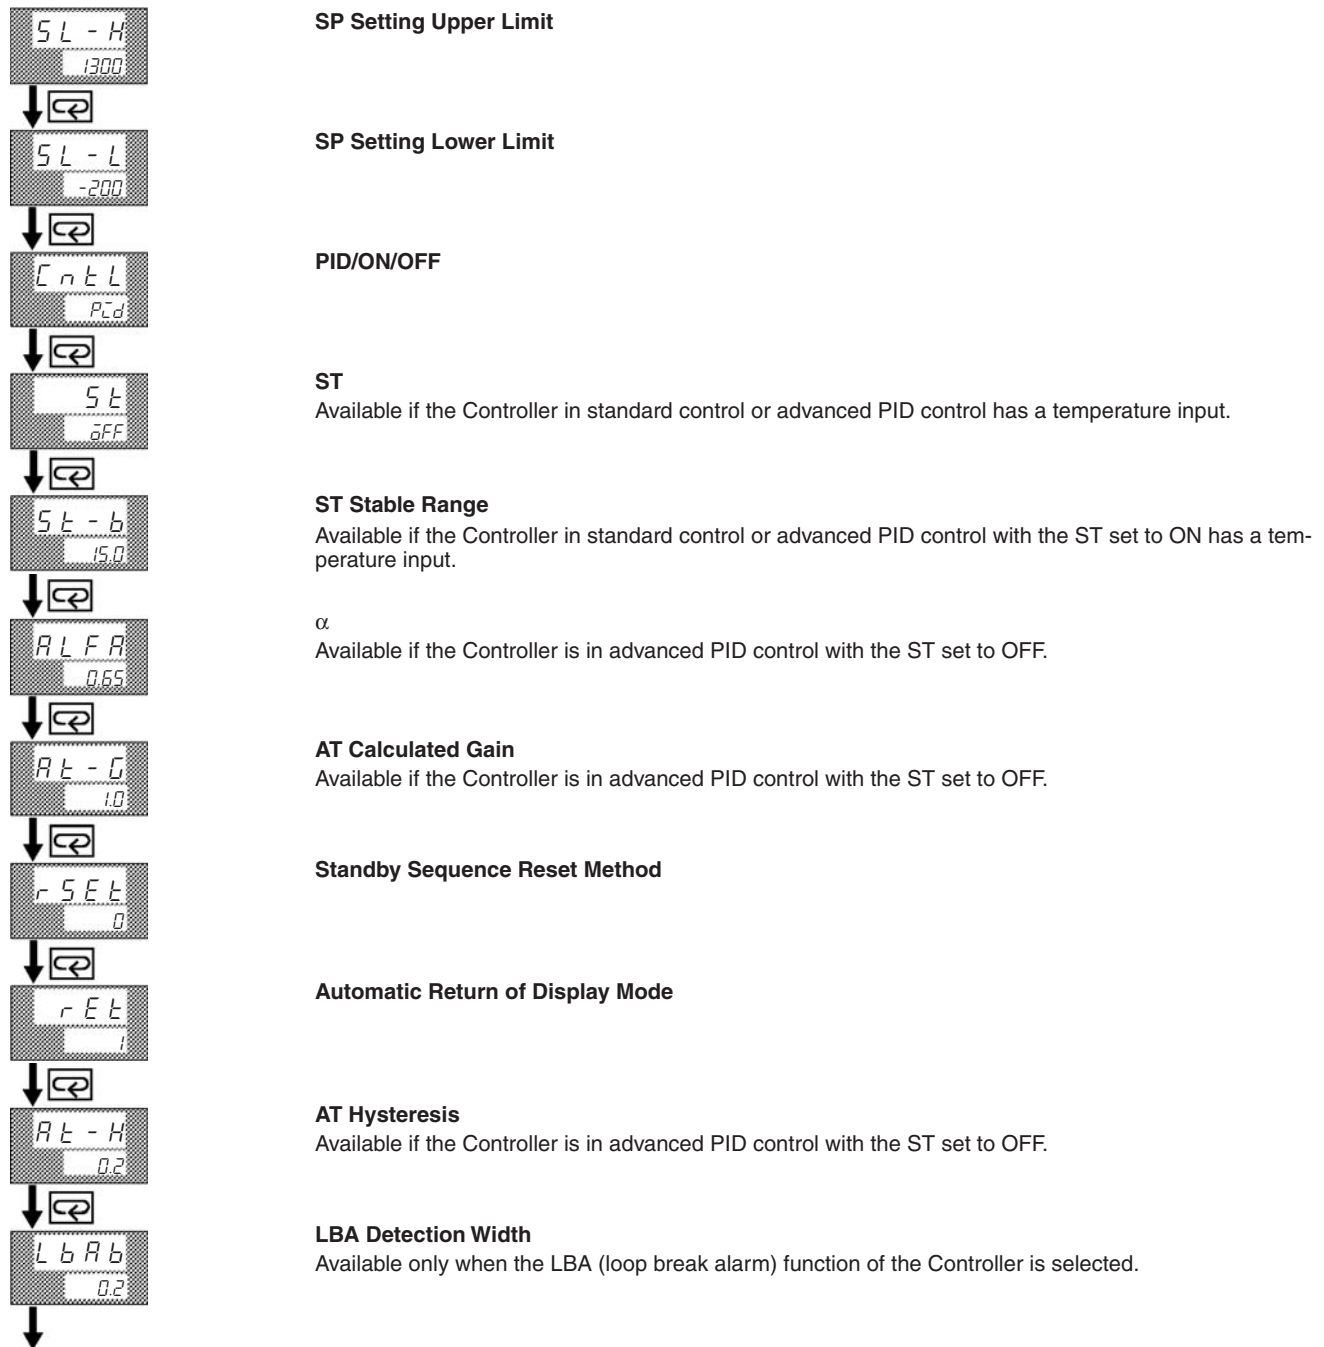 SL-H
SP Setting Upper Limit
1300
SL-L
SP Setting Lower Limit
-200
CntL
PID/ON/OFF
Pid
St
ST
Available if the Controller in standard control or advanced PID control has a temperature input.
oFF
St-b
ST Stable Range
15.0
Available if the Controller in standard control or advanced PID control with the ST set to ON has a tem-
perature input.
ALFA
α
Available if the Controller is in advanced PID control with the ST set to OFF.
0.65
At-G
AT Calculated Gain
Available if the Controller is in advanced PID control with the ST set to OFF.
1.0
rSEt
Standby Sequence Reset Method
0
rEt
Automatic Return of Display Mode
1
At-H
AT Hysteresis
Available if the Controller is in advanced PID control with the ST set to OFF.
0.2
LbAb
LBA Detection Width
Available only when the LBA (loop break alarm) function of the Controller is selected.
0.2